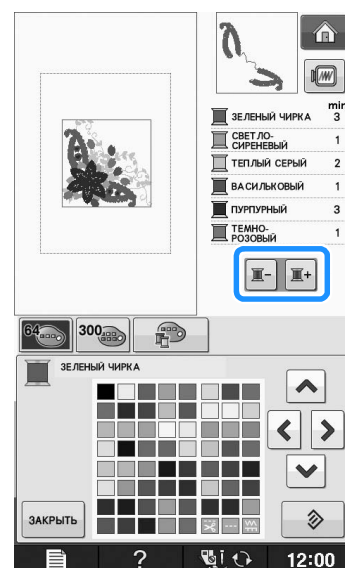 min
ЗЕЛЕНЫЙ ЧИРКА 3
СВЕТЛО-
СИРЕНЕВЫЙ 1
ТЕПЛЫЙ СЕРЫЙ 2
ВАСИЛЬКОВЫЙ 1
ПУРПУРНЫЙ 3
ТЕМНО-
РОЗОВЫЙ 1
- +
64 300
ЗЕЛЕНЫЙ ЧИРКА
ЗАКРЫТЬ
? 12:00